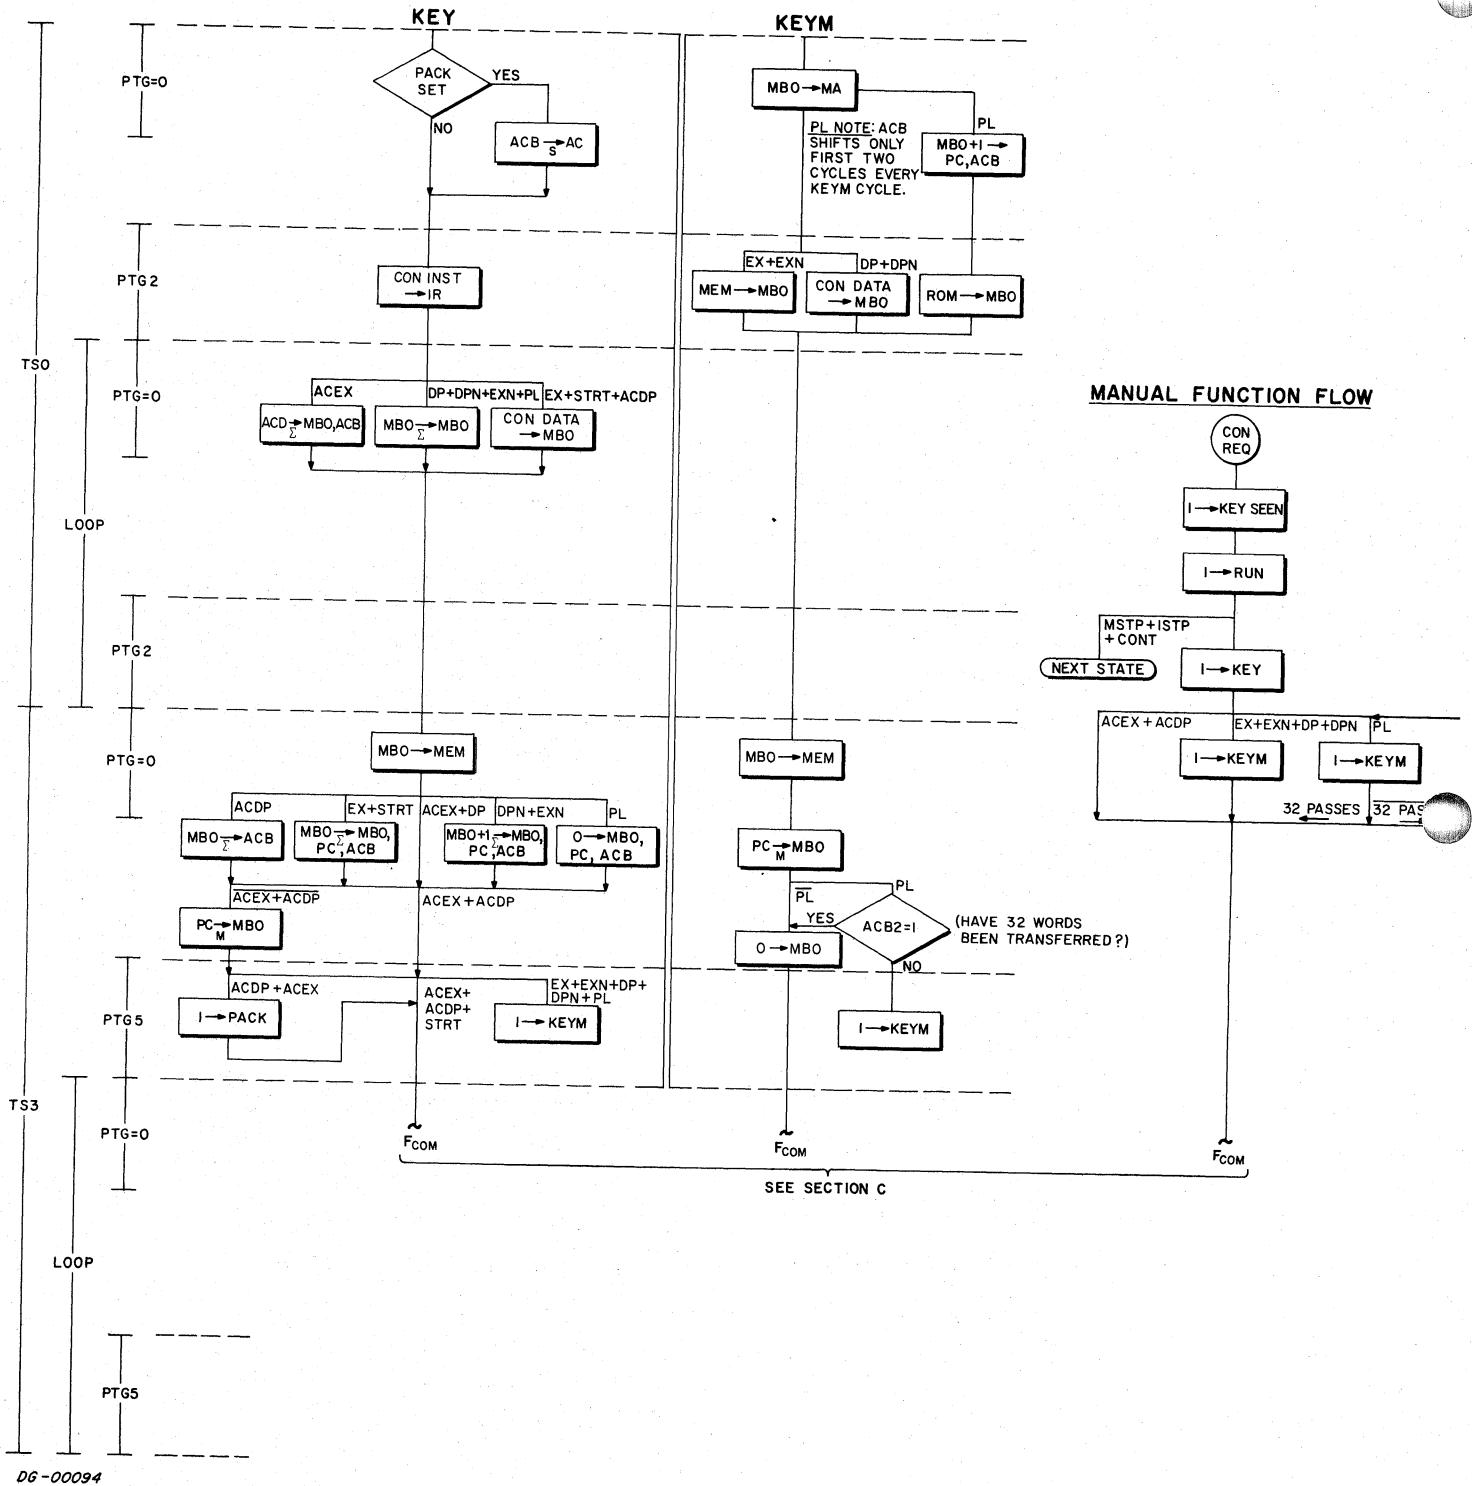 KEY
KEYM
PTG=0
PACK
SET
YES
NO
ACB → AC
S
MBO → MA
PL
PL NOTE: ACB
SHIFTS ONLY
FIRST TWO
CYCLES EVERY
KEYM CYCLE.
MBO+1 →
PC,ACB
PTG2
CON INST
→ IR
EX+EXN
DP+DPN
MEM → MBO
CON DATA
→ MBO
ROM → MBO
TSO
LOOP
PTG=0
ACEX
DP+DPN+EXN+PL
EX+STRT+ACDP
ACD → MBO,ACB
Σ
MBO → MBO
Σ
CON DATA
→ MBO
PTG2
MANUAL FUNCTION FLOW
CON
REQ
1 → KEY SEEN
1 → RUN
MSTP+ISTP
+CONT
NEXT STATE
1 → KEY
ACEX+ACDP
EX+EXN+DP+DPN
PL
1 → KEYM
1 → KEYM
32 PASSES
32 PAS
TS3
PTG=0
MBO → MEM
MBO → MEM
ACDP
EX+STRT
ACEX+DP
DPN+EXN
PL
MBO → ACB
Σ
MBO → MBO,
Σ
PC,ACB
MBO+1 → MBO,
Σ
PC,ACB
O → MBO,
PC, ACB
PC → MBO
M
ACEX+ACDP
ACEX+ACDP
PC → MBO
M
PL
PL
YES
ACB2=1
(HAVE 32 WORDS
BEEN TRANSFERRED?)
O → MBO
NO
PTG5
ACDP+ACEX
1 → PACK
ACEX+
ACDP+
STRT
EX+EXN+DP+
DPN+PL
1 → KEYM
1 → KEYM
LOOP
PTG=0
FCOM
FCOM
FCOM
SEE SECTION C
PTG5
DG-00094